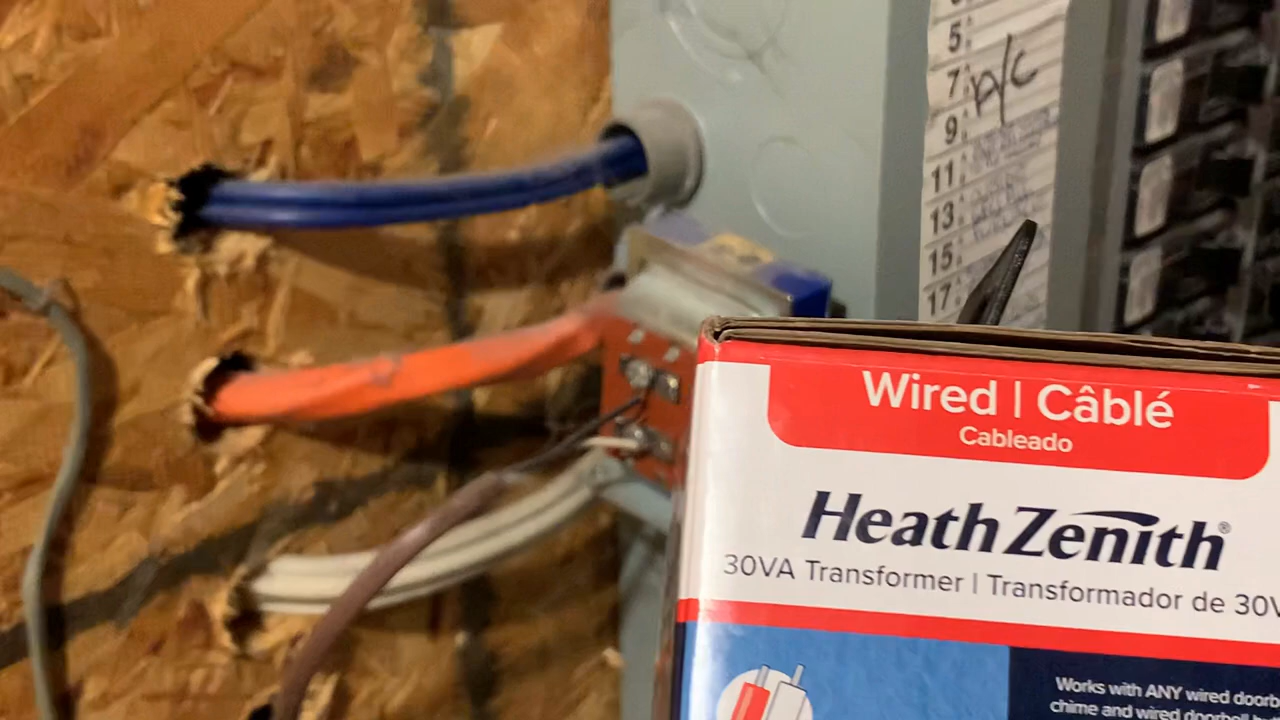 5:
7:
A/C
9:
11:
13:
15:
17:
Wired | Câblé
Cableado
HeathZenith®
30VA Transformer | Transformador de 30V
Works with ANY wired doorb
chime and wired doorbell